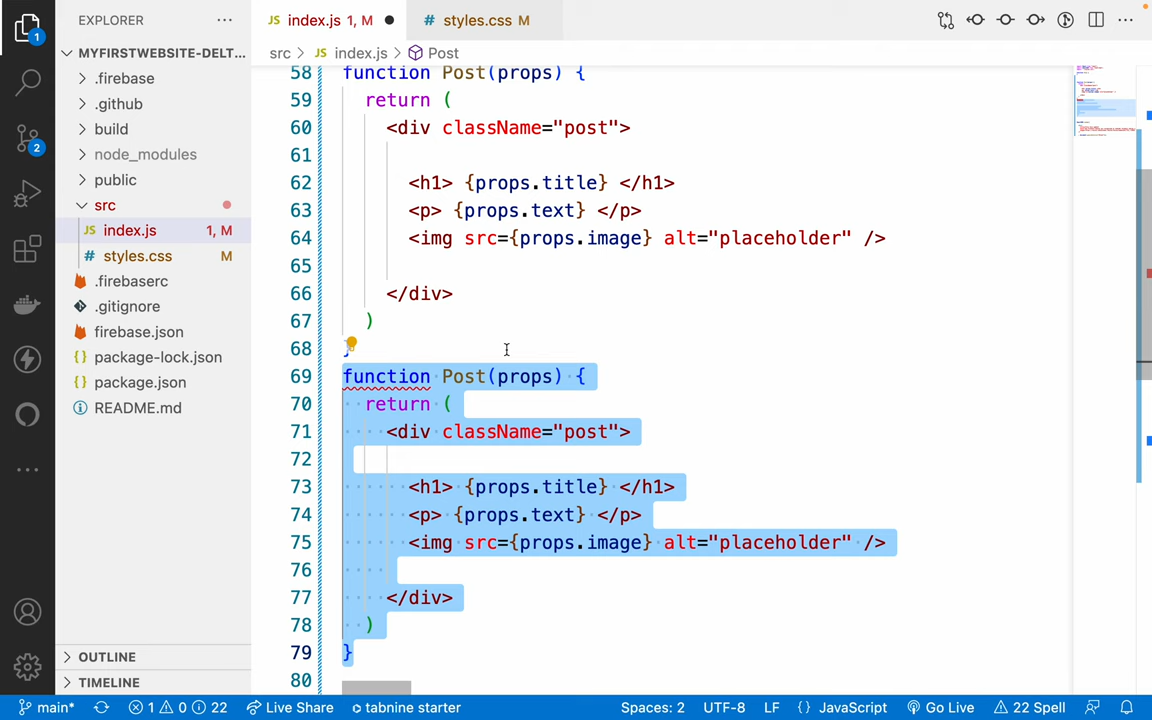 EXPLORER
MYFIRSTWEBSITE-DELT...
.firebase
.github
build
node_modules
public
src
index.js 1, M
styles.css M
.firebaserc
.gitignore
firebase.json
package-lock.json
package.json
README.md
OUTLINE
TIMELINE
1
2
JS index.js 1, M
# styles.css M
src > JS index.js > Post
58 function Post(props) {
59 return (
60 <div className="post">
61
62 <h1> {props.title} </h1>
63 <p> {props.text} </p>
64 <img src={props.image} alt="placeholder" />
65
66 </div>
67 )
68 }
69 function Post(props) {
70 return (
71 <div className="post">
72
73 <h1> {props.title} </h1>
74 <p> {props.text} </p>
75 <img src={props.image} alt="placeholder" />
76
77 </div>
78 )
79 }
80
main* 1 0 22 Live Share tabnine starter Spaces: 2 UTF-8 LF {} JavaScript Go Live 22 Spell